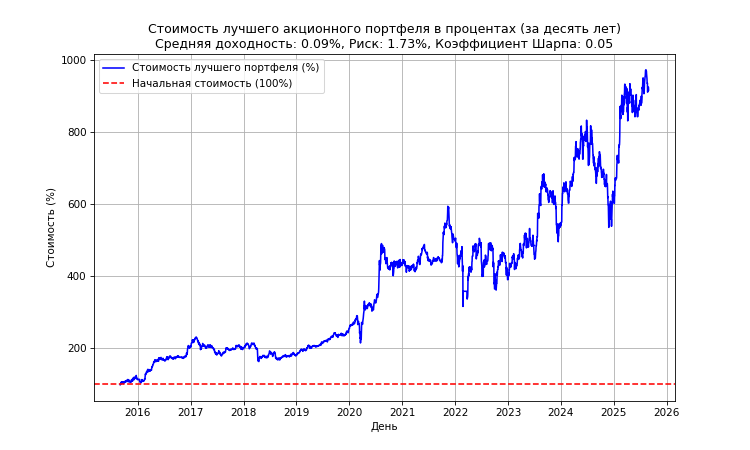 Стоимость лучшего акционного портфеля в процентах (за десять лет)
Средняя доходность: 0.09%, Риск: 1.73%, Коэффициент Шарпа: 0.05
Стоимость лучшего портфеля (%)
Начальная стоимость (100%)
Стоимость (%)
1000
800
600
400
200
2016 2017 2018 2019 2020 2021 2022 2023 2024 2025 2026
День